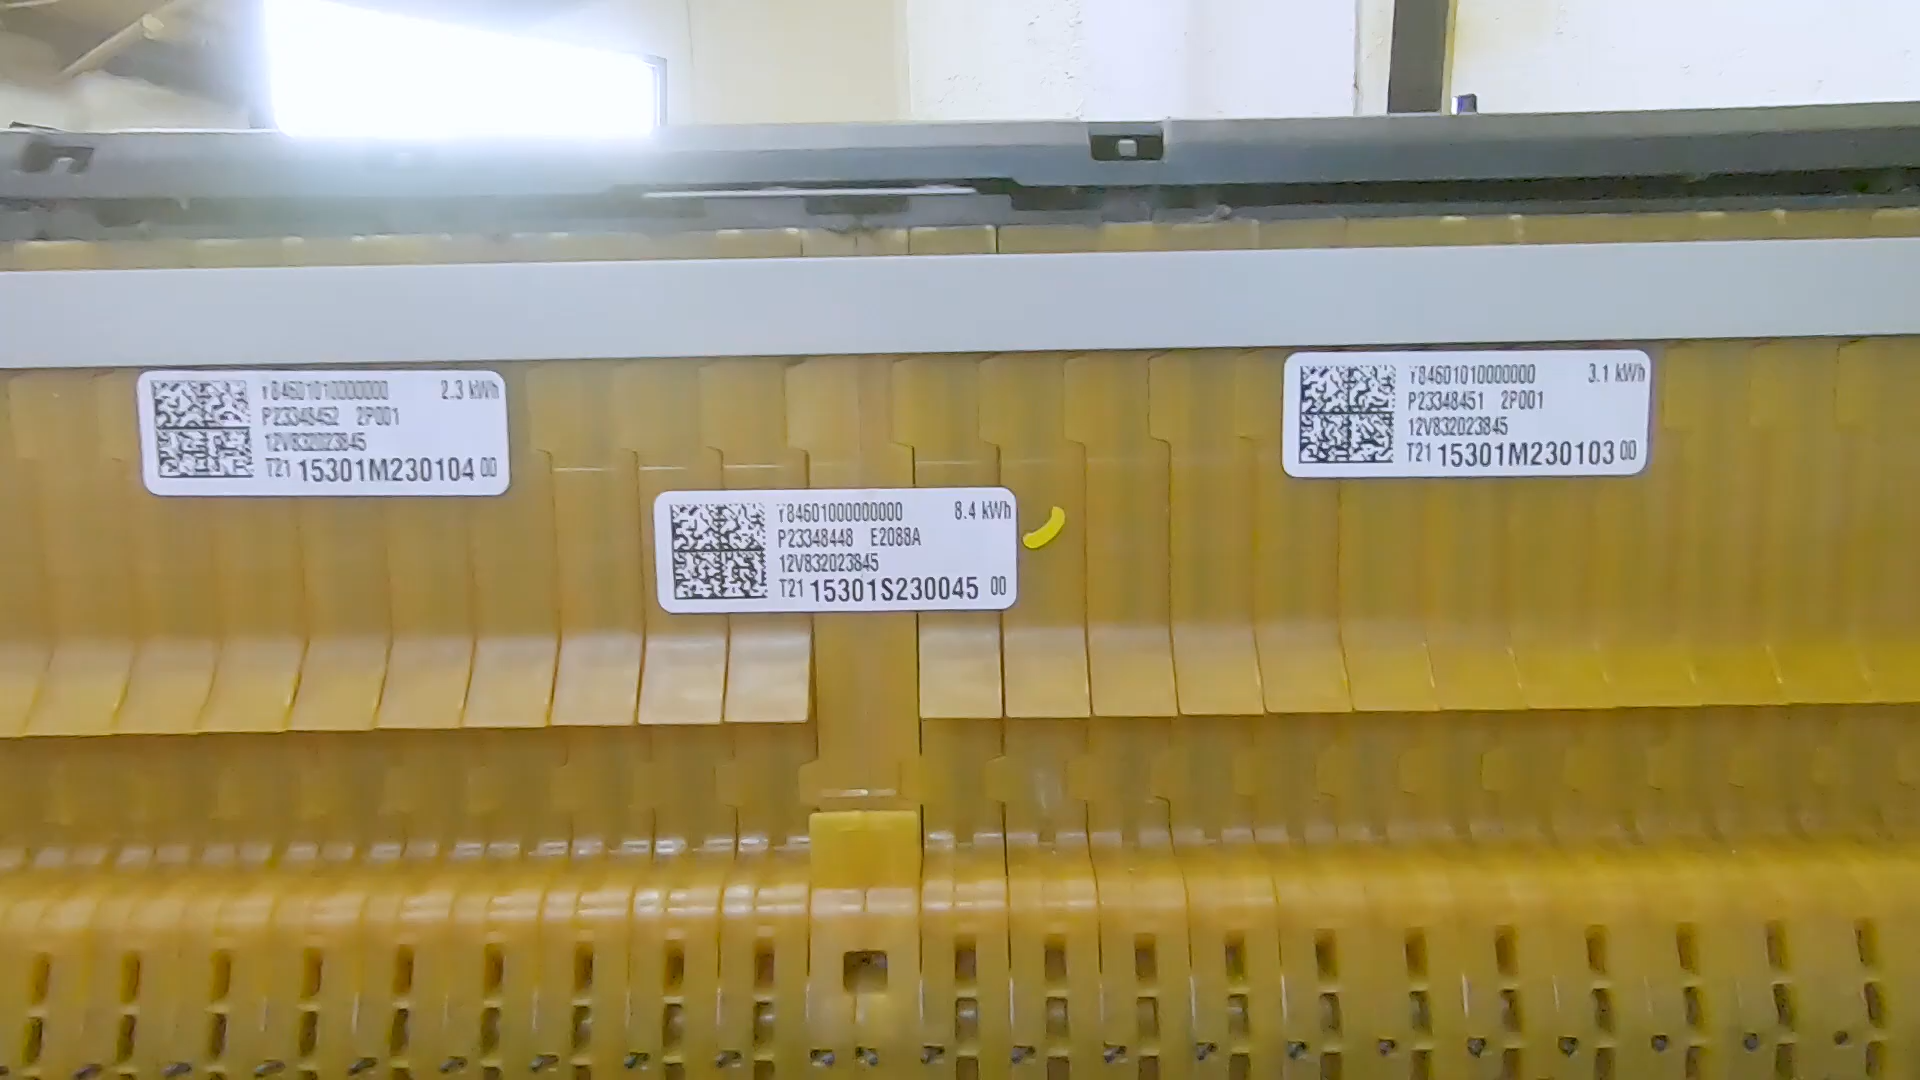 Y84601010000000 2.3 kWh
P23348452 2P001
12V832023845
T21 15301M230104 00
Y84601000000000 8.4 kWh
P23348448 E2088A
12V832023845
T21 15301S230045 00
Y84601010000000 3.1 kWh
P23348451 2P001
12V832023845
T21 15301M230103 00